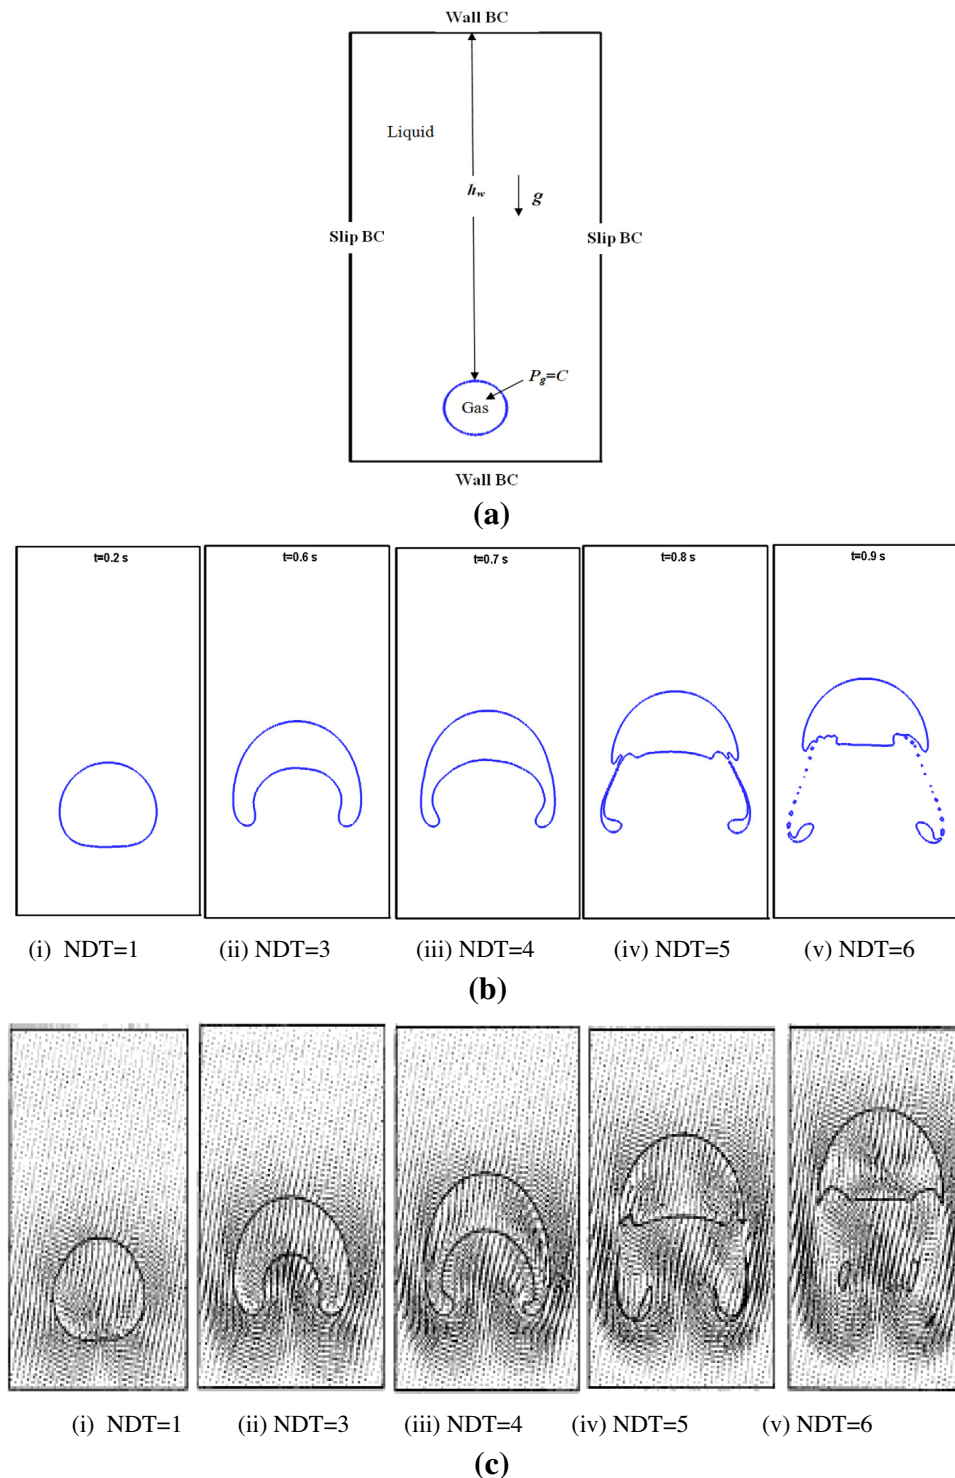 Wall BC
Liquid
h_w
g
Slip BC
Slip BC
P_g=C
Gas
Wall BC
(a)
t=0.2 s
t=0.6 s
t=0.7 s
t=0.8 s
t=0.9 s
(i) NDT=1
(ii) NDT=3
(iii) NDT=4
(iv) NDT=5
(v) NDT=6
(b)
(i) NDT=1
(ii) NDT=3
(iii) NDT=4
(iv) NDT=5
(v) NDT=6
(c)